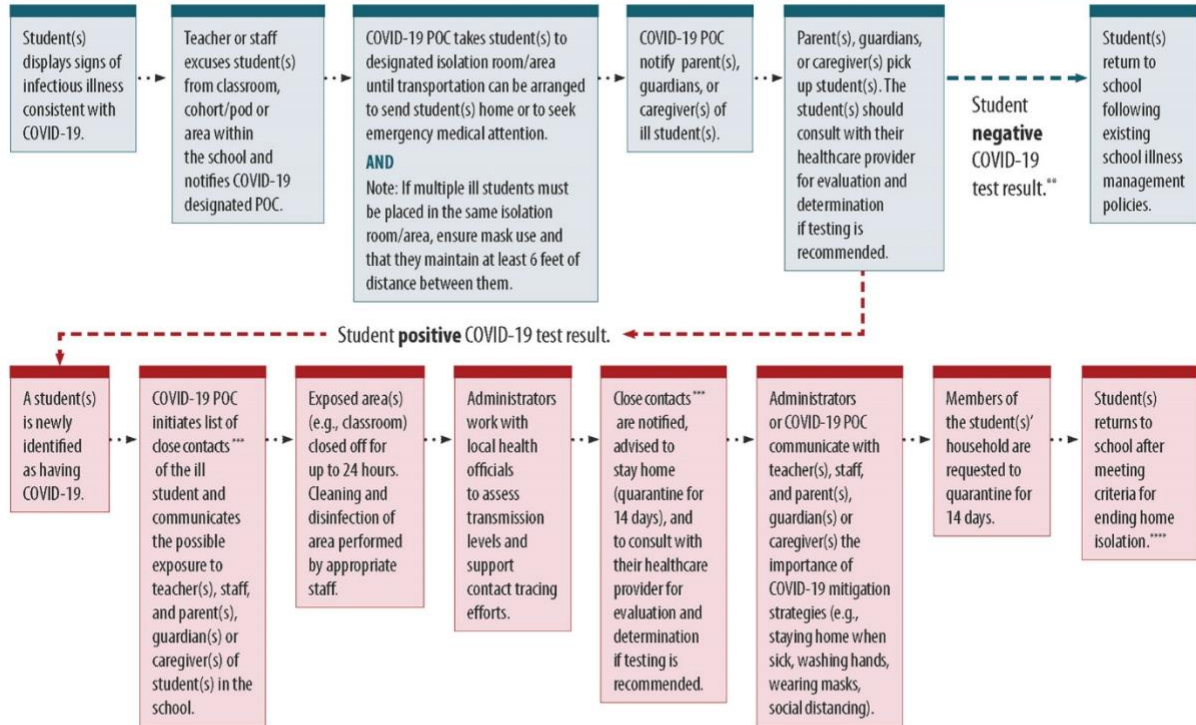 Student(s)
displays signs of
infectious illness
consistent with
COVID-19.
Teacher or staff
excuses student(s)
from classroom,
cohort/pod or
area within
the school and
notifies COVID-19
designated POC.
COVID-19 POC takes student(s) to
designated isolation room/area
until transportation can be arranged
to send student(s) home or to seek
emergency medical attention.
AND
Note: If multiple ill students must
be placed in the same isolation
room/area, ensure mask use and
that they maintain at least 6 feet of
distance between them.
COVID-19 POC
notify parent(s),
guardians, or
caregiver(s) of
ill student(s).
Parent(s), guardians,
or caregiver(s) pick
up student(s). The
student(s) should
consult with their
healthcare provider
for evaluation and
determination
if testing is
recommended.
Student
negative
COVID-19
test result.**
Student(s)
return to
school
following
existing
school illness
management
policies.
Student positive COVID-19 test result.
A student(s)
is newly
identified
as having
COVID-19.
COVID-19 POC
initiates list of
close contacts***
of the ill
student and
communicates
the possible
exposure to
teacher(s), staff,
and parent(s),
guardian(s) or
caregiver(s) of
student(s) in the
school.
Exposed area(s)
(e.g., classroom)
closed off for
up to 24 hours.
Cleaning and
disinfection of
area performed
by appropriate
staff.
Administrators
work with
local health
officials
to assess
transmission
levels and
support
contact tracing
efforts.
Close contacts***
are notified,
advised to
stay home
(quarantine for
14 days), and
to consult with
their healthcare
provider for
evaluation and
determination
if testing is
recommended.
Administrators
or COVID-19 POC
communicate with
teacher(s), staff,
and parent(s),
guardian(s) or
caregiver(s) the
importance of
COVID-19 mitigation
strategies (e.g.,
staying home when
sick, washing hands,
wearing masks,
social distancing).
Members of
the student(s)'
household are
requested to
quarantine for
14 days.
Student(s)
returns to
school after
meeting
criteria for
ending home
isolation.****